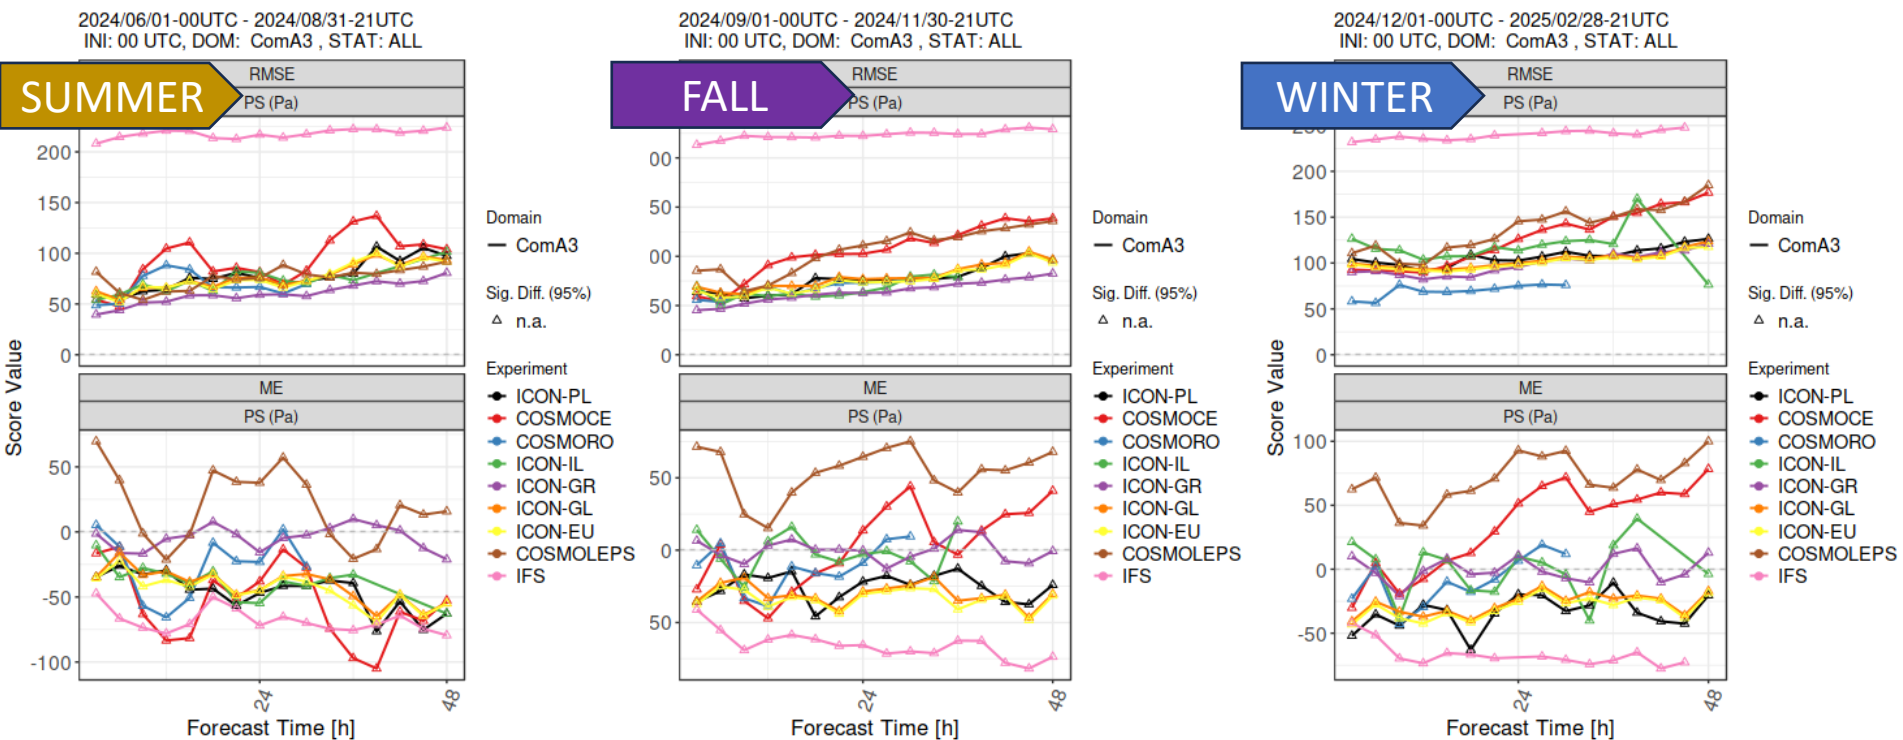 2024/06/01-00UTC - 2024/08/31-21UTC
INI: 00 UTC, DOM: ComA3 , STAT: ALL
SUMMER
RMSE
PS (Pa)
200
150
100
50
0
ME
PS (Pa)
50
0
-50
-100
24
48
Score Value
Forecast Time [h]
Domain
ComA3
Sig. Diff. (95%)
n.a.
Experiment
ICON-PL
COSMOCE
COSMORO
ICON-IL
ICON-GR
ICON-GL
ICON-EU
COSMOLEPS
IFS
2024/09/01-00UTC - 2024/11/30-21UTC
INI: 00 UTC, DOM: ComA3 , STAT: ALL
FALL
RMSE
PS (Pa)
00
50
00
50
0
ME
PS (Pa)
50
0
50
24
48
Forecast Time [h]
Domain
ComA3
Sig. Diff. (95%)
n.a.
Experiment
ICON-PL
COSMOCE
COSMORO
ICON-IL
ICON-GR
ICON-GL
ICON-EU
COSMOLEPS
IFS
2024/12/01-00UTC - 2025/02/28-21UTC
INI: 00 UTC, DOM: ComA3 , STAT: ALL
WINTER
RMSE
PS (Pa)
250
200
150
100
50
0
ME
PS (Pa)
100
50
0
-50
24
48
Score Value
Forecast Time [h]
Domain
ComA3
Sig. Diff. (95%)
n.a.
Experiment
ICON-PL
COSMOCE
COSMORO
ICON-IL
ICON-GR
ICON-GL
ICON-EU
COSMOLEPS
IFS